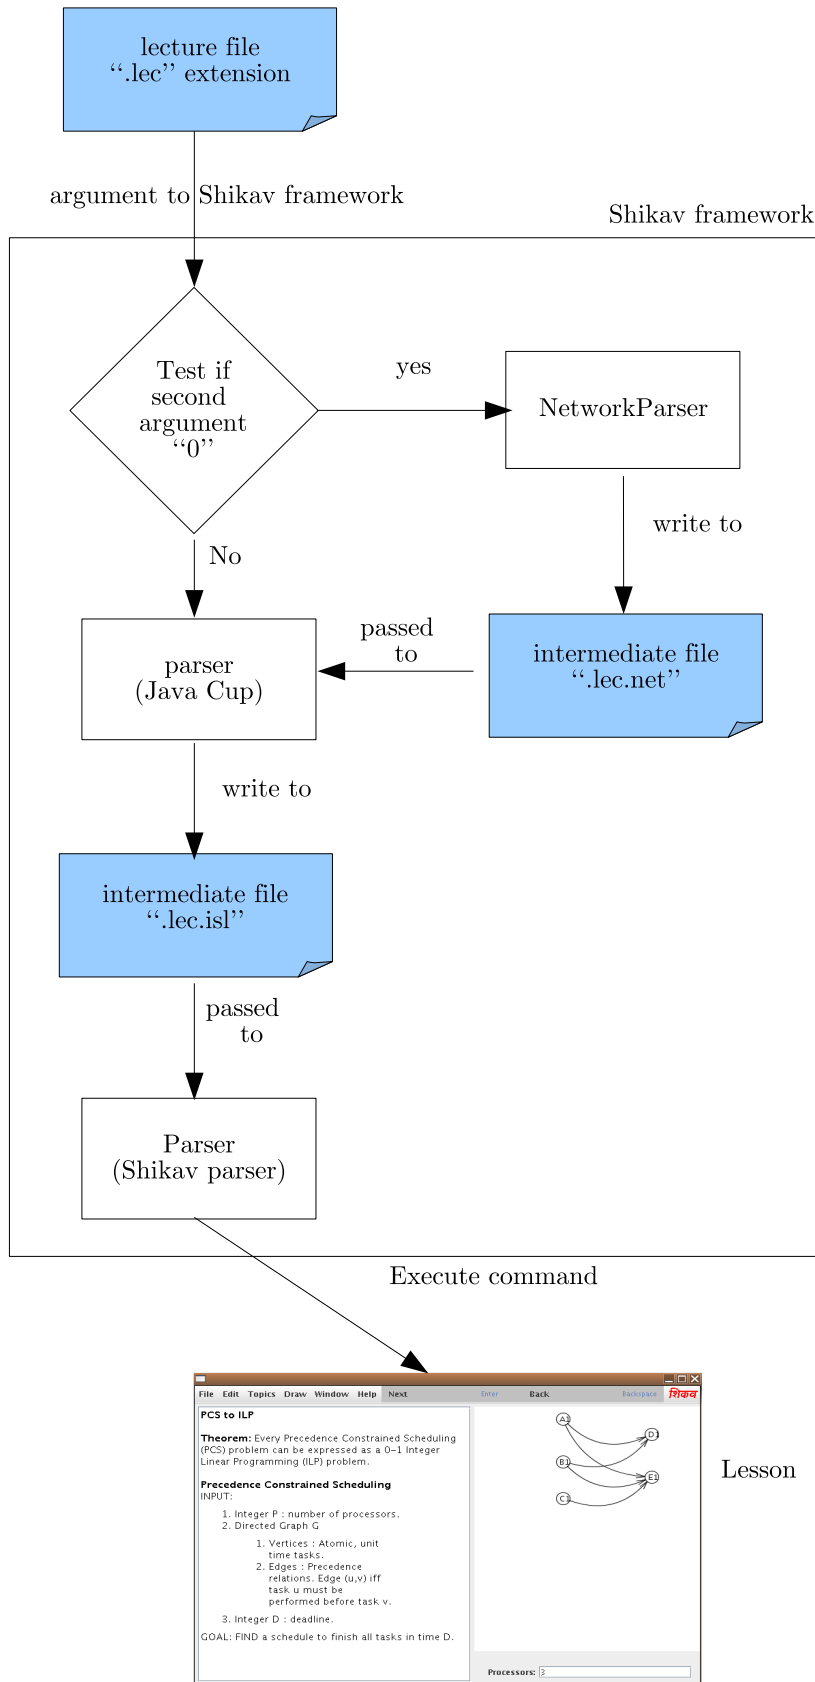 lecture file
“.lec” extension
argument to Shikav framework
Shikav framework
Test if
second
argument
“0”
yes
NetworkParser
write to
No
passed
to
intermediate file
“.lec.net”
parser
(Java Cup)
write to
intermediate file
“.lec.isl”
passed
to
Parser
(Shikav parser)
Execute command
File Edit Topics Draw Window Help Next Enter Back Backspace शिकव
PCS to ILP
Theorem: Every Precedence Constrained Scheduling
(PCS) problem can be expressed as a 0-1 Integer
Linear Programming (ILP) problem.
Precedence Constrained Scheduling
INPUT:
1. Integer P : number of processors.
2. Directed Graph G
1. Vertices : Atomic, unit
time tasks.
2. Edges : Precedence
relations. Edge (u,v) iff
task u must be
performed before task v.
3. Integer D : deadline.
GOAL: FIND a schedule to finish all tasks in time D.
A1
D1
B1
E1
C1
Processors: 3
Lesson